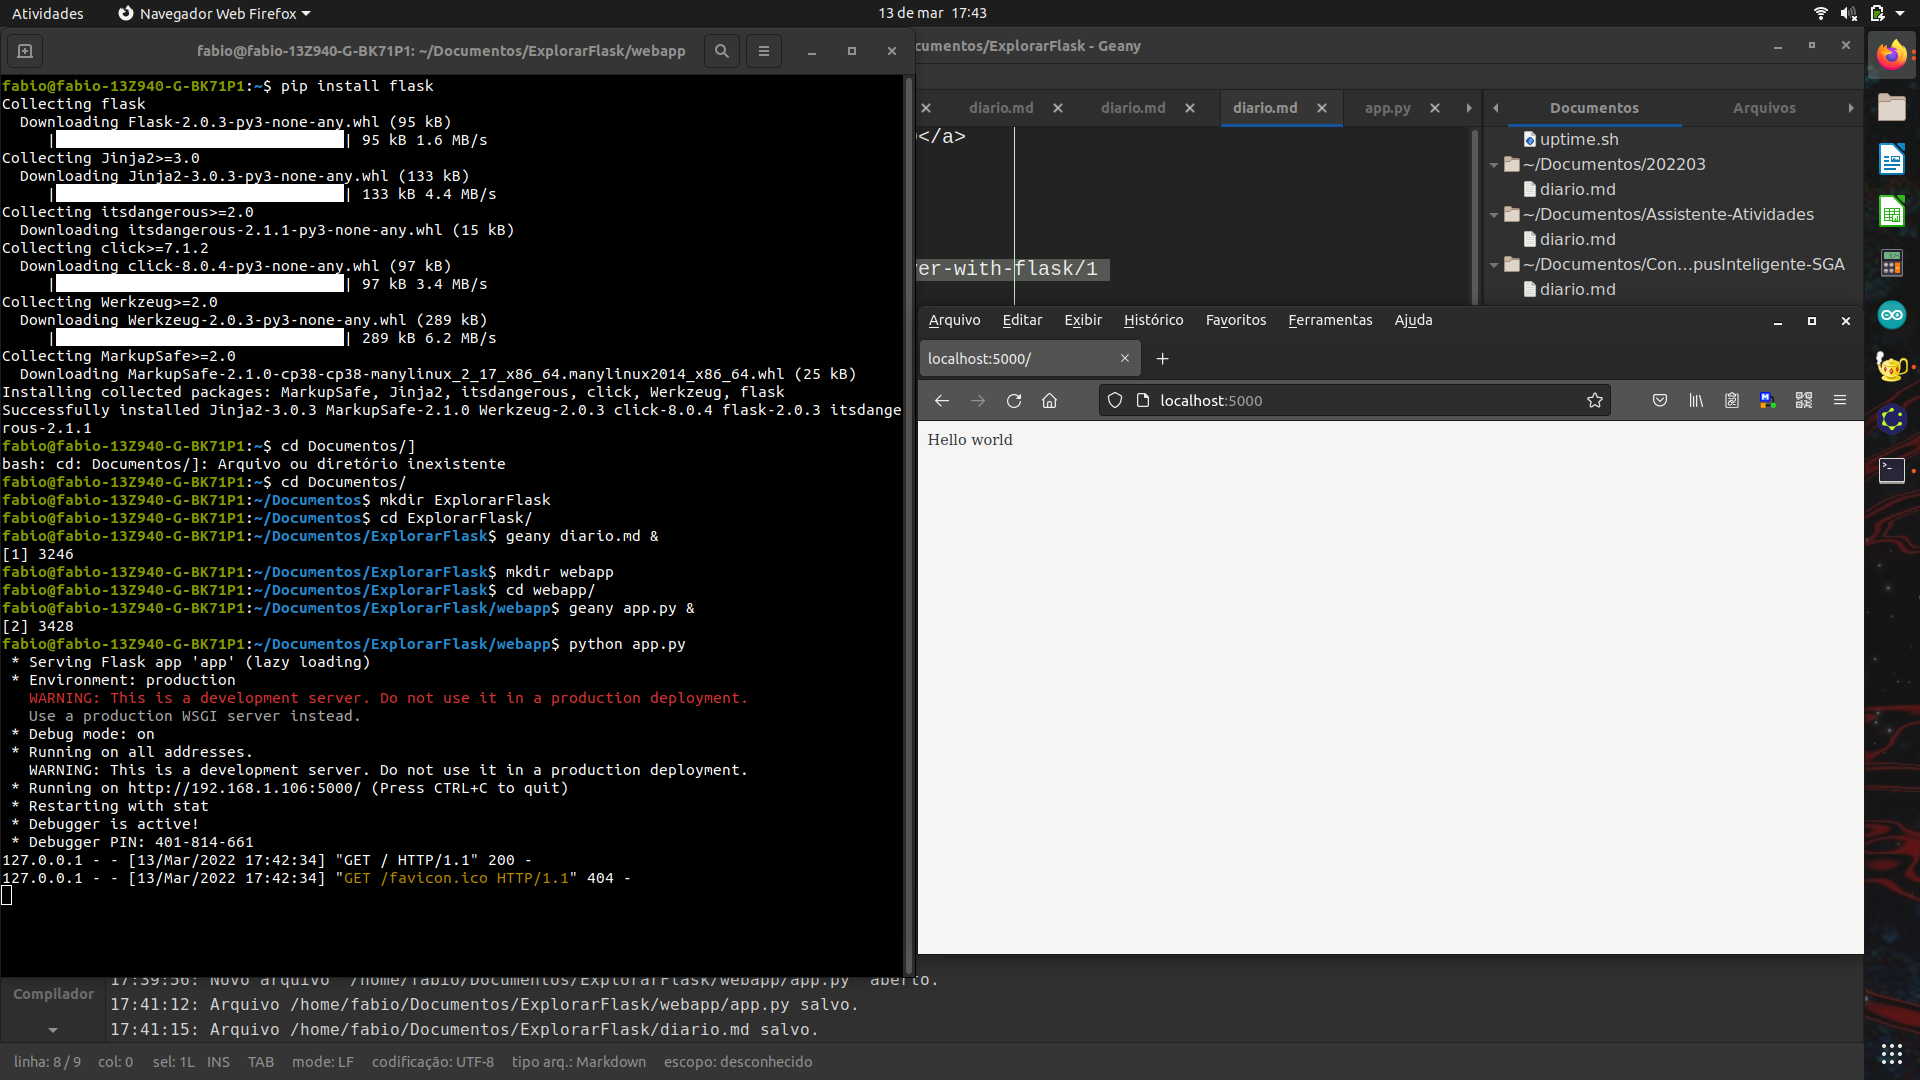 Atividades
Navegador Web Firefox
13 de mar 17:43
fabio@fabio-13Z940-G-BK71P1: ~/Documentos/ExplorarFlask/webapp
fabio@fabio-13Z940-G-BK71P1:~$ pip install flask
Collecting flask
Downloading Flask-2.0.3-py3-none-any.whl (95 kB)
| | 95 kB 1.6 MB/s
Collecting Jinja2>=3.0
Downloading Jinja2-3.0.3-py3-none-any.whl (133 kB)
| | 133 kB 4.4 MB/s
Collecting itsdangerous>=2.0
Downloading itsdangerous-2.1.1-py3-none-any.whl (15 kB)
Collecting click>=7.1.2
Downloading click-8.0.4-py3-none-any.whl (97 kB)
| | 97 kB 3.4 MB/s
Collecting Werkzeug>=2.0
Downloading Werkzeug-2.0.3-py3-none-any.whl (289 kB)
| | 289 kB 6.2 MB/s
Collecting MarkupSafe>=2.0
Downloading MarkupSafe-2.1.0-cp38-cp38-manylinux_2_17_x86_64.manylinux2014_x86_64.whl (25 kB)
Installing collected packages: MarkupSafe, Jinja2, itsdangerous, click, Werkzeug, flask
Successfully installed Jinja2-3.0.3 MarkupSafe-2.1.0 Werkzeug-2.0.3 click-8.0.4 flask-2.0.3 itsdange
rous-2.1.1
fabio@fabio-13Z940-G-BK71P1:~$ cd Documentos/]
bash: cd: Documentos/]: Arquivo ou diretório inexistente
fabio@fabio-13Z940-G-BK71P1:~$ cd Documentos/
fabio@fabio-13Z940-G-BK71P1:~/Documentos$ mkdir ExplorarFlask
fabio@fabio-13Z940-G-BK71P1:~/Documentos$ cd ExplorarFlask/
fabio@fabio-13Z940-G-BK71P1:~/Documentos/ExplorarFlask$ geany diario.md &
[1] 3246
fabio@fabio-13Z940-G-BK71P1:~/Documentos/ExplorarFlask$ mkdir webapp
fabio@fabio-13Z940-G-BK71P1:~/Documentos/ExplorarFlask$ cd webapp/
fabio@fabio-13Z940-G-BK71P1:~/Documentos/ExplorarFlask/webapp$ geany app.py &
[2] 3428
fabio@fabio-13Z940-G-BK71P1:~/Documentos/ExplorarFlask/webapp$ python app.py
* Serving Flask app 'app' (lazy loading)
* Environment: production
WARNING: This is a development server. Do not use it in a production deployment.
Use a production WSGI server instead.
* Debug mode: on
* Running on all addresses.
WARNING: This is a development server. Do not use it in a production deployment.
* Running on http://192.168.1.106:5000/ (Press CTRL+C to quit)
* Restarting with stat
* Debugger is active!
* Debugger PIN: 401-814-661
127.0.0.1 - - [13/Mar/2022 17:42:34] "GET / HTTP/1.1" 200 -
127.0.0.1 - - [13/Mar/2022 17:42:34] "GET /favicon.ico HTTP/1.1" 404 -
cumentos/ExplorarFlask - Geany
diario.md
diario.md
diario.md
app.py
Documentos
Arquivos
</a>
er-with-flask/1
uptime.sh
~/Documentos/202203
diario.md
~/Documentos/Assistente-Atividades
diario.md
~/Documentos/Con...pusInteligente-SGA
diario.md
Arquivo Editar Exibir Histórico Favoritos Ferramentas Ajuda
localhost:5000/
localhost:5000
Hello world
Compilador
17:39:56: Novo arquivo "/home/fabio/Documentos/ExplorarFlask/webapp/app.py" aberto.
17:41:12: Arquivo /home/fabio/Documentos/ExplorarFlask/webapp/app.py salvo.
17:41:15: Arquivo /home/fabio/Documentos/ExplorarFlask/diario.md salvo.
linha: 8 / 9 col: 0 sel: 1L INS TAB mode: LF codificação: UTF-8 tipo arq.: Markdown escopo: desconhecido